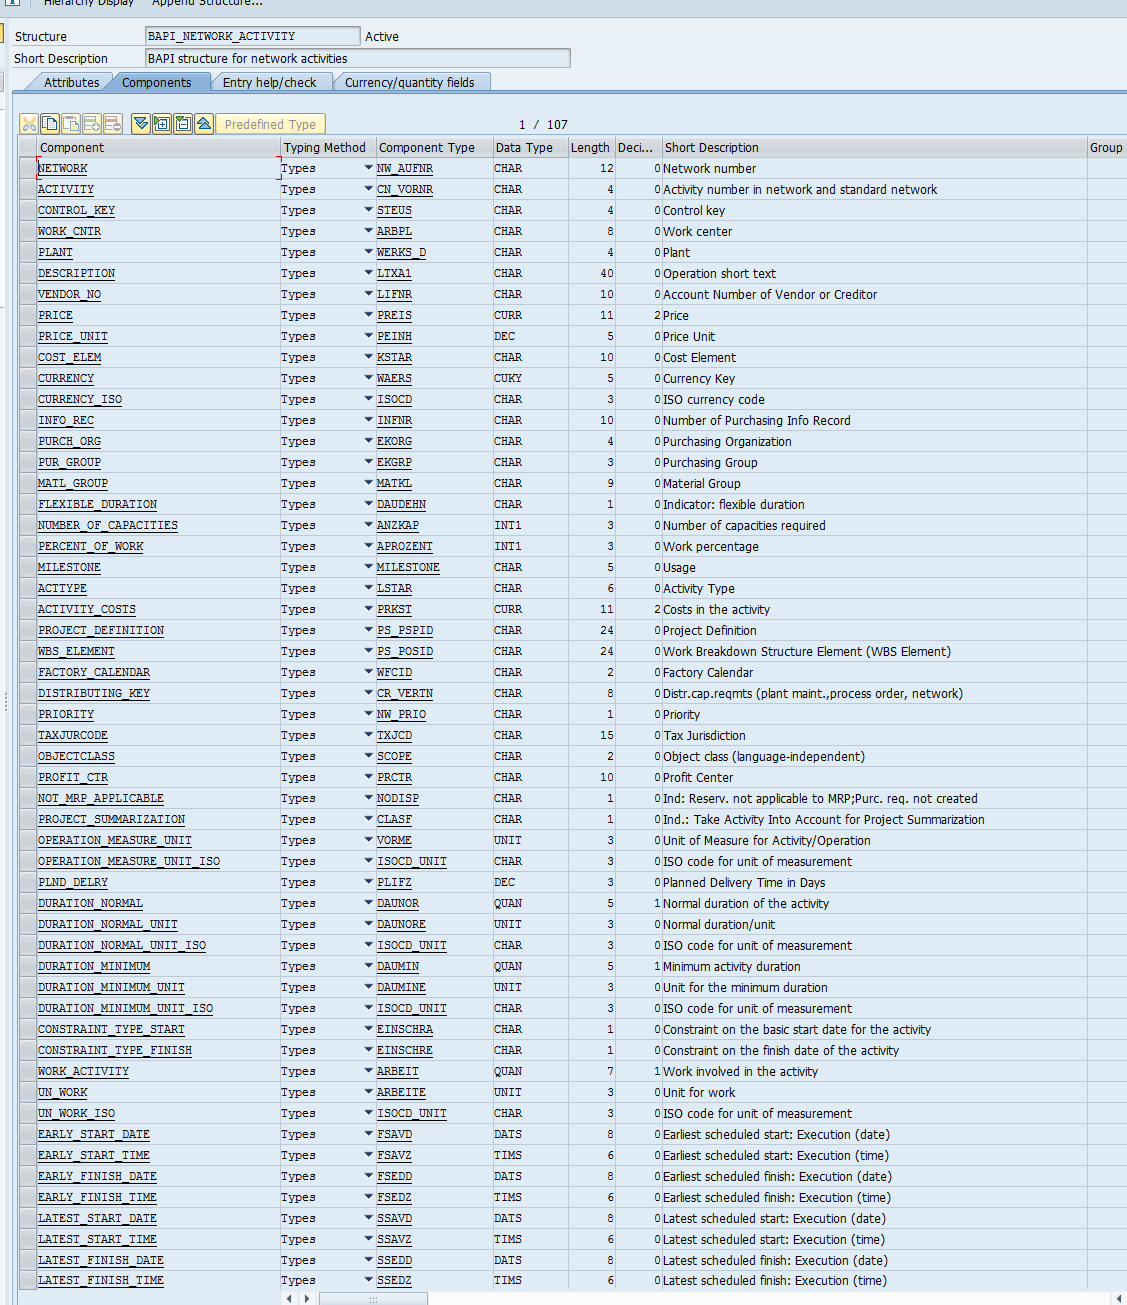 Hierarchy Display Append Structure...
Structure BAPI_NETWORK_ACTIVITY Active
Short Description BAPI structure for network activities
Attributes Components Entry help/check Currency/quantity fields
Predefined Type 1 / 107
Component Typing Method Component Type Data Type Length Deci... Short Description Group
NETWORK Types NW_AUFNR CHAR 12 0 Network number
ACTIVITY Types CN_VORNR CHAR 4 0 Activity number in network and standard network
CONTROL_KEY Types STEUS CHAR 4 0 Control key
WORK_CNTR Types ARBPL CHAR 8 0 Work center
PLANT Types WERKS_D CHAR 4 0 Plant
DESCRIPTION Types LTXA1 CHAR 40 0 Operation short text
VENDOR_NO Types LIFNR CHAR 10 0 Account Number of Vendor or Creditor
PRICE Types PREIS CURR 11 2 Price
PRICE_UNIT Types PEINH DEC 5 0 Price Unit
COST_ELEM Types KSTAR CHAR 10 0 Cost Element
CURRENCY Types WAERS CUKY 5 0 Currency Key
CURRENCY_ISO Types ISOCD CHAR 3 0 ISO currency code
INFO_REC Types INFNR CHAR 10 0 Number of Purchasing Info Record
PURCH_ORG Types EKORG CHAR 4 0 Purchasing Organization
PUR_GROUP Types EKGRP CHAR 3 0 Purchasing Group
MATL_GROUP Types MATKL CHAR 9 0 Material Group
FLEXIBLE_DURATION Types DAUDEHN CHAR 1 0 Indicator: flexible duration
NUMBER_OF_CAPACITIES Types ANZKAP INT1 3 0 Number of capacities required
PERCENT_OF_WORK Types APROZENT INT1 3 0 Work percentage
MILESTONE Types MILESTONE CHAR 5 0 Usage
ACTTYPE Types LSTAR CHAR 6 0 Activity Type
ACTIVITY_COSTS Types PRKST CURR 11 2 Costs in the activity
PROJECT_DEFINITION Types PS_PSPID CHAR 24 0 Project Definition
WBS_ELEMENT Types PS_POSID CHAR 24 0 Work Breakdown Structure Element (WBS Element)
FACTORY_CALENDAR Types WFCID CHAR 2 0 Factory Calendar
DISTRIBUTING_KEY Types CR_VERTN CHAR 8 0 Distr.cap.reqmts (plant maint.,process order, network)
PRIORITY Types NW_PRIO CHAR 1 0 Priority
TAXJURCODE Types TXJCD CHAR 15 0 Tax Jurisdiction
OBJECTCLASS Types SCOPE CHAR 2 0 Object class (language-independent)
PROFIT_CTR Types PRCTR CHAR 10 0 Profit Center
NOT_MRP_APPLICABLE Types NODISP CHAR 1 0 Ind: Reserv. not applicable to MRP;Purc. req. not created
PROJECT_SUMMARIZATION Types CLASF CHAR 1 0 Ind.: Take Activity Into Account for Project Summarization
OPERATION_MEASURE_UNIT Types VORME UNIT 3 0 Unit of Measure for Activity/Operation
OPERATION_MEASURE_UNIT_ISO Types ISOCD_UNIT CHAR 3 0 ISO code for unit of measurement
PLND_DELRY Types PLIFZ DEC 3 0 Planned Delivery Time in Days
DURATION_NORMAL Types DAUNOR QUAN 5 1 Normal duration of the activity
DURATION_NORMAL_UNIT Types DAUNORE UNIT 3 0 Normal duration/unit
DURATION_NORMAL_UNIT_ISO Types ISOCD_UNIT CHAR 3 0 ISO code for unit of measurement
DURATION_MINIMUM Types DAUMIN QUAN 5 1 Minimum activity duration
DURATION_MINIMUM_UNIT Types DAUMINE UNIT 3 0 Unit for the minimum duration
DURATION_MINIMUM_UNIT_ISO Types ISOCD_UNIT CHAR 3 0 ISO code for unit of measurement
CONSTRAINT_TYPE_START Types EINSCHRA CHAR 1 0 Constraint on the basic start date for the activity
CONSTRAINT_TYPE_FINISH Types EINSCHRE CHAR 1 0 Constraint on the finish date of the activity
WORK_ACTIVITY Types ARBEIT QUAN 7 1 Work involved in the activity
UN_WORK Types ARBEITE UNIT 3 0 Unit for work
UN_WORK_ISO Types ISOCD_UNIT CHAR 3 0 ISO code for unit of measurement
EARLY_START_DATE Types FSAVD DATS 8 0 Earliest scheduled start: Execution (date)
EARLY_START_TIME Types FSAVZ TIMS 6 0 Earliest scheduled start: Execution (time)
EARLY_FINISH_DATE Types FSEDD DATS 8 0 Earliest scheduled finish: Execution (date)
EARLY_FINISH_TIME Types FSEDZ TIMS 6 0 Earliest scheduled finish: Execution (time)
LATEST_START_DATE Types SSAVD DATS 8 0 Latest scheduled start: Execution (date)
LATEST_START_TIME Types SSAVZ TIMS 6 0 Latest scheduled start: Execution (time)
LATEST_FINISH_DATE Types SSEDD DATS 8 0 Latest scheduled finish: Execution (date)
LATEST_FINISH_TIME Types SSEDZ TIMS 6 0 Latest scheduled finish: Execution (time)